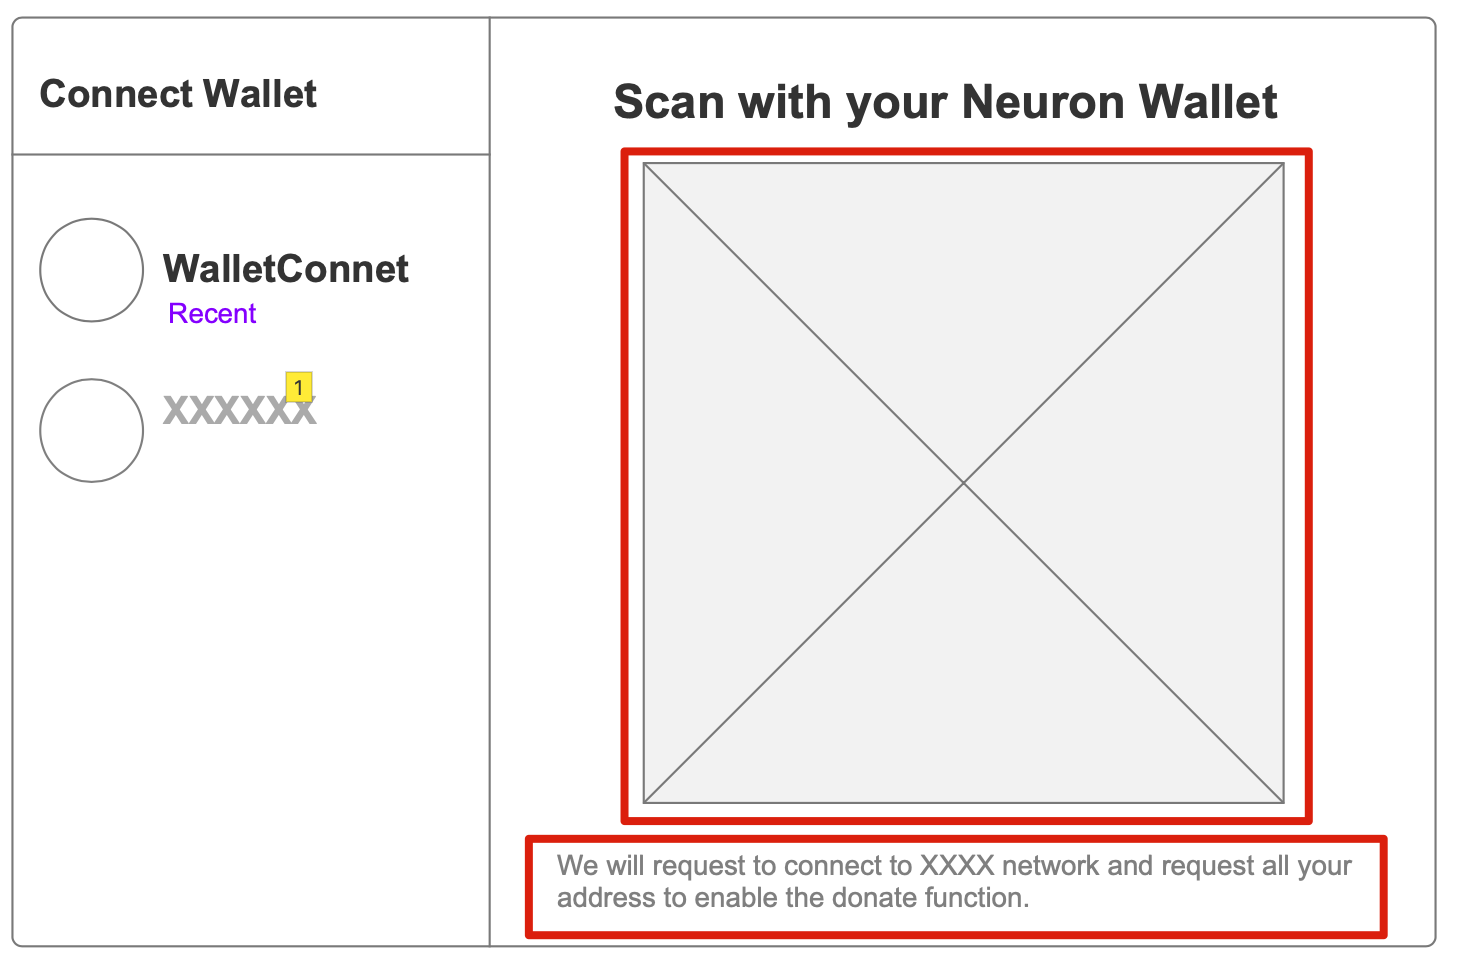 Connect Wallet
WalletConnet
Recent
XXXXXX
1
Scan with your Neuron Wallet
We will request to connect to XXXX network and request all your
address to enable the donate function.